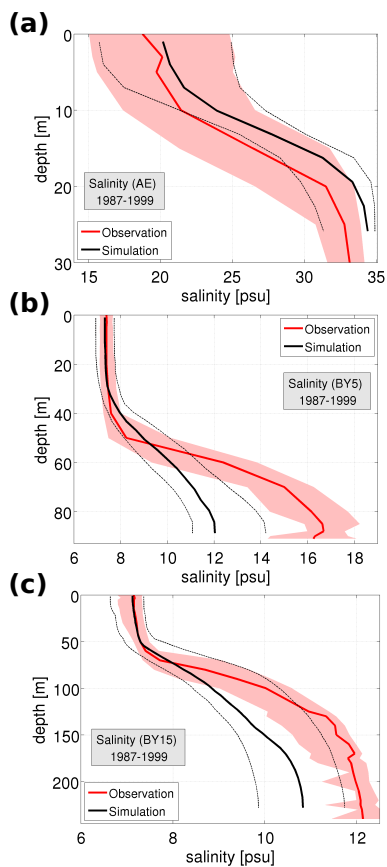 (a)
0
10
20
30
depth [m]
Salinity (AE)
1987-1999
Observation
Simulation
15 20 25 30 35
salinity [psu]
(b)
0
20
40
60
80
depth [m]
Observation
Simulation
Salinity (BY5)
1987-1999
4 6 8 10 12 14 16 18
salinity [psu]
(c)
0
50
100
150
200
depth [m]
Salinity (BY15)
1987-1999
Observation
Simulation
6 8 10 12
salinity [psu]